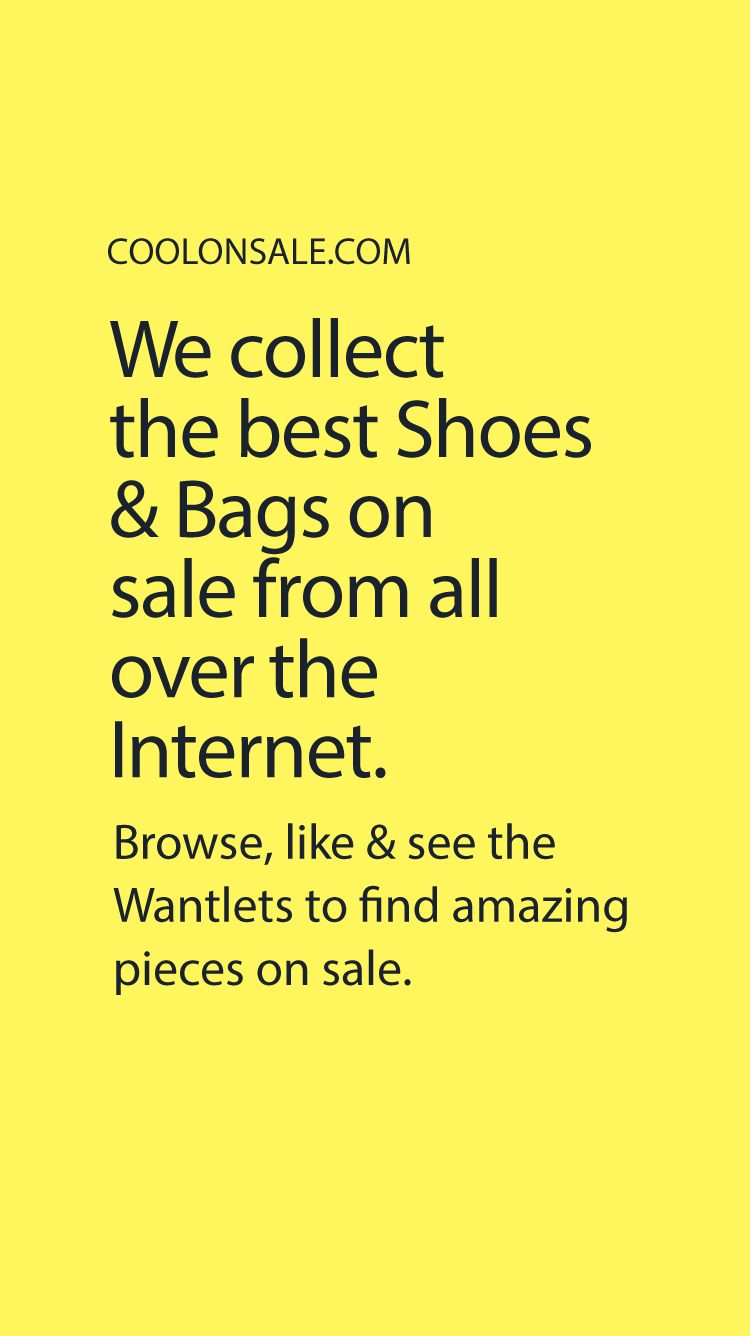 COOLONSALE.COM
We collect
the best Shoes
& Bags on
sale from all
over the
Internet.
Browse, like & see the
Wantlets to find amazing
pieces on sale.